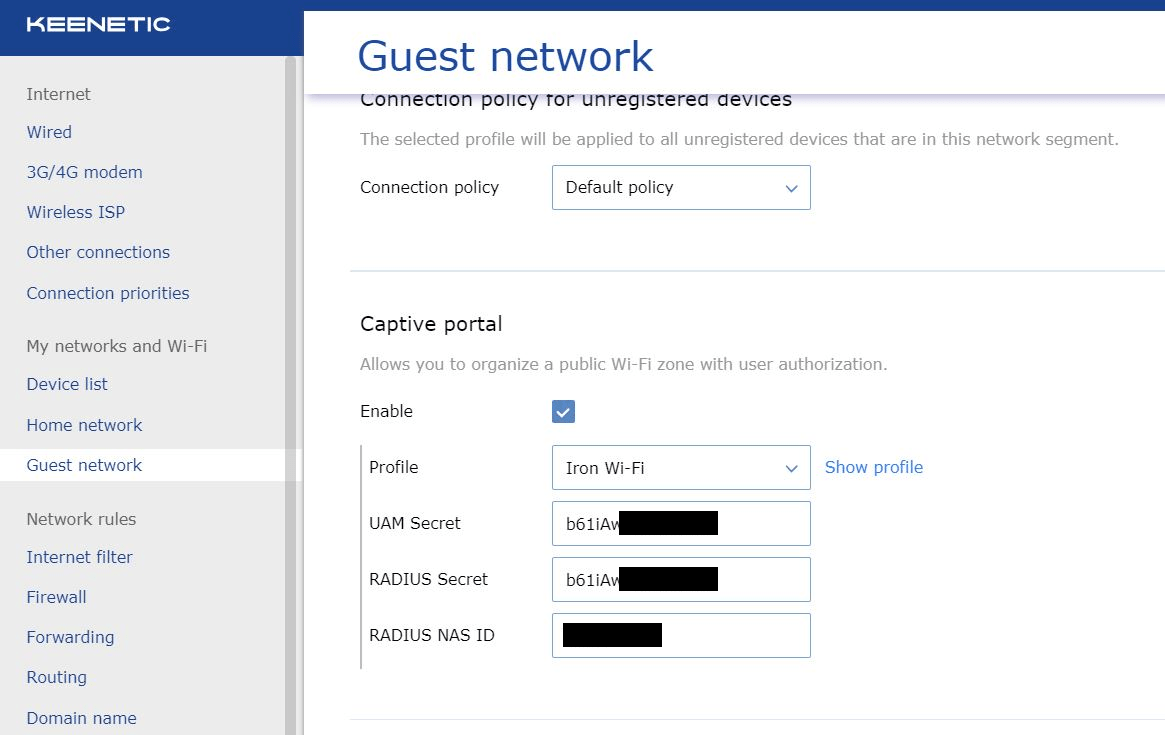 KEENETIC
Internet
Wired
3G/4G modem
Wireless ISP
Other connections
Connection priorities
My networks and Wi-Fi
Device list
Home network
Guest network
Network rules
Internet filter
Firewall
Forwarding
Routing
Domain name
Guest network
Connection policy for unregistered devices
The selected profile will be applied to all unregistered devices that are in this network segment.
Connection policy Default policy
Captive portal
Allows you to organize a public Wi-Fi zone with user authorization.
Enable
Profile Iron Wi-Fi Show profile
UAM Secret b61iAw
RADIUS Secret b61iAw
RADIUS NAS ID